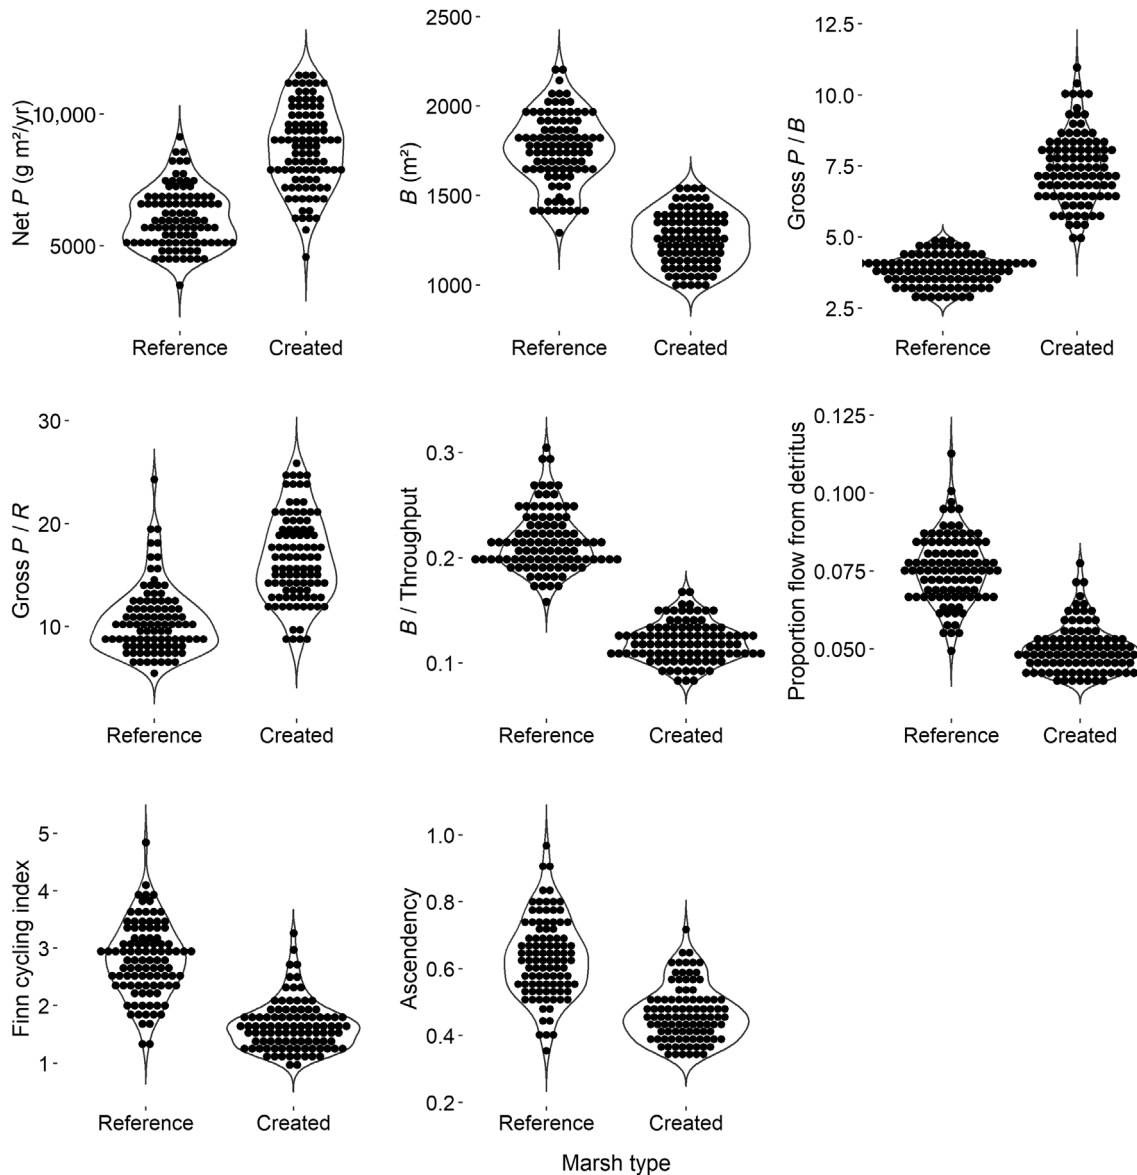 Net P (g m²/yr)
10,000
5000
Reference Created
B (m²)
2500
2000
1500
1000
Reference Created
Gross P / B
12.5
10.0
7.5
5.0
2.5
Reference Created
Gross P / R
30
20
10
Reference Created
B / Throughput
0.3
0.2
0.1
Reference Created
Proportion flow from detritus
0.125
0.100
0.075
0.050
Reference Created
Finn cycling index
5
4
3
2
1
Reference Created
Ascendency
1.0
0.8
0.6
0.4
0.2
Reference Created
Marsh type